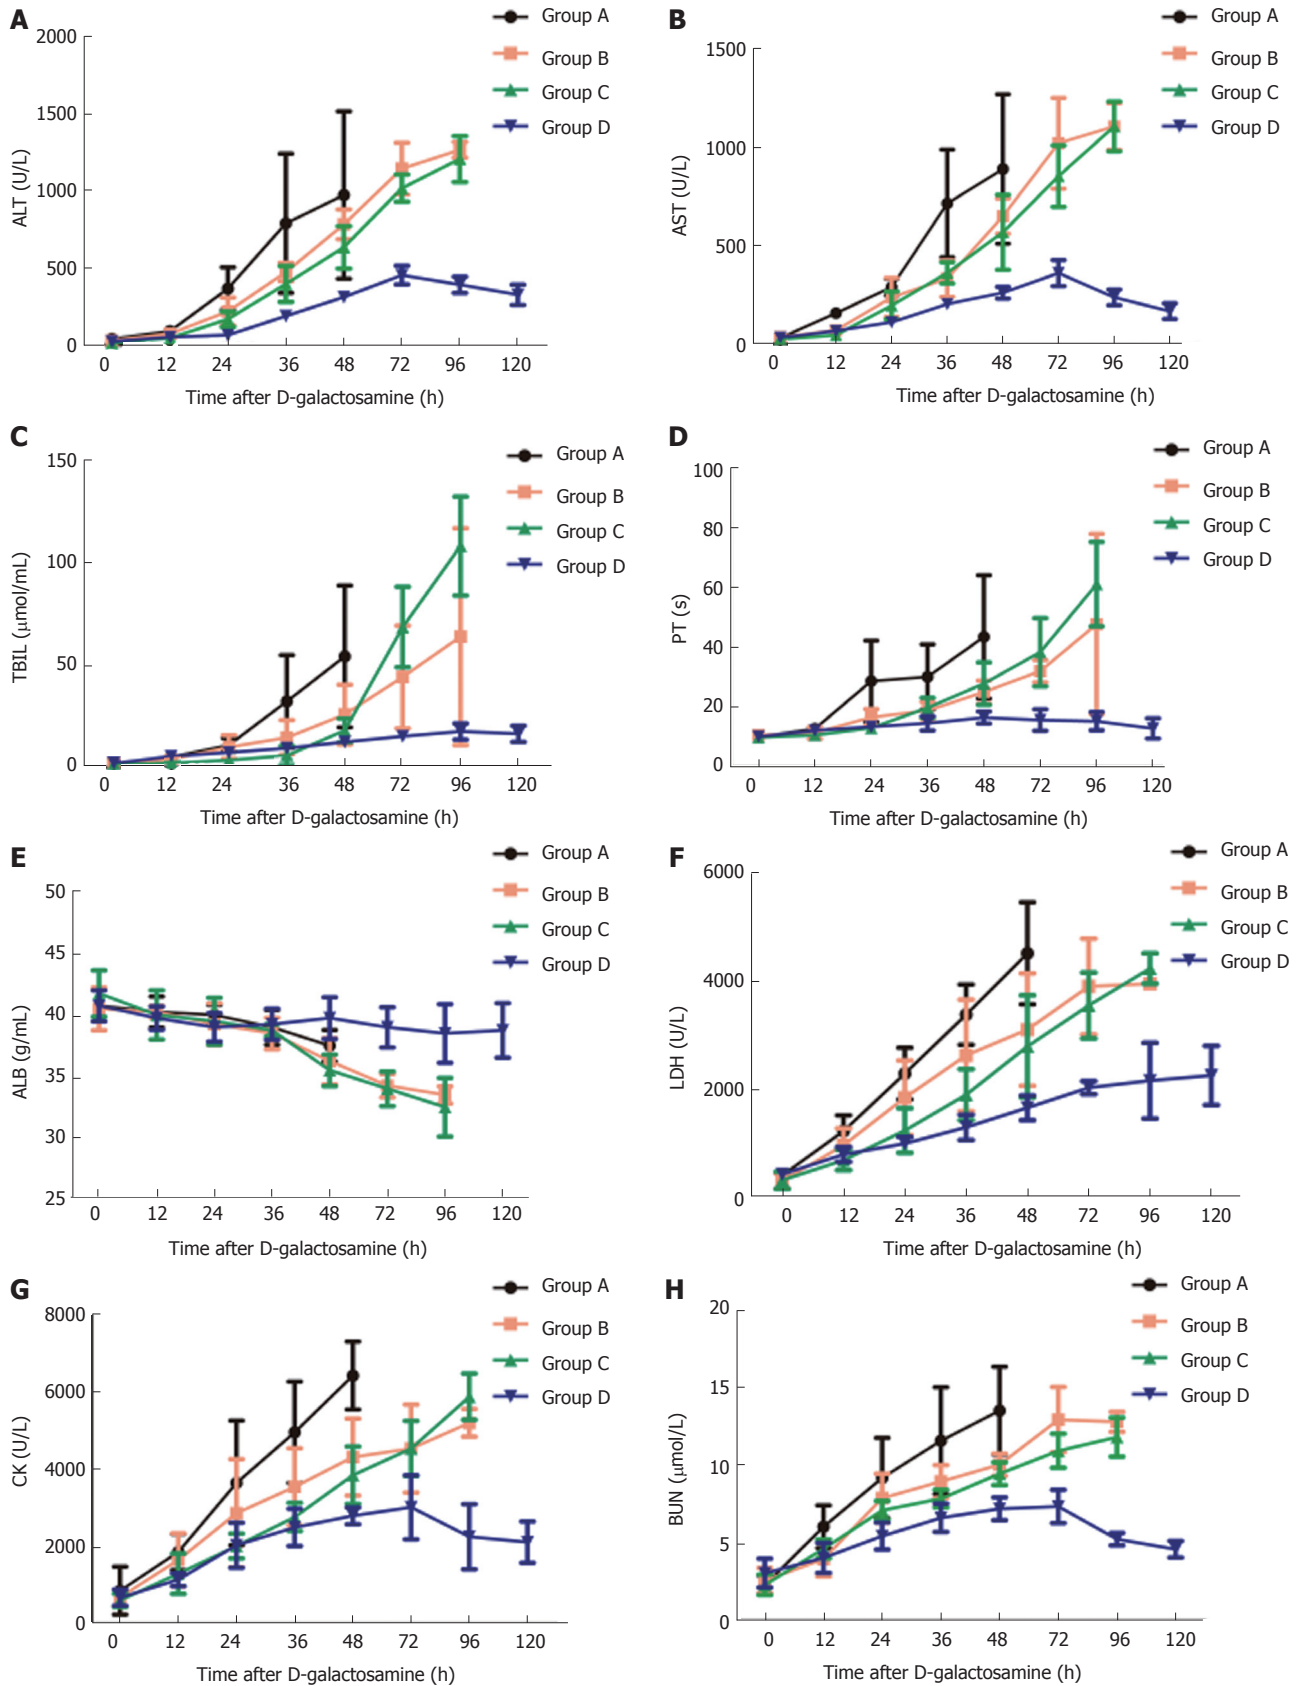 A
Group A
Group B
Group C
Group D
2000
1500
1000
500
0
ALT (U/L)
0 12 24 36 48 72 96 120
Time after D-galactosamine (h)
B
Group A
Group B
Group C
Group D
1500
1000
500
0
AST (U/L)
0 12 24 36 48 72 96 120
Time after D-galactosamine (h)
C
Group A
Group B
Group C
Group D
150
100
50
0
TBIL (μmol/mL)
0 12 24 36 48 72 96 120
Time after D-galactosamine (h)
D
Group A
Group B
Group C
Group D
100
80
60
40
20
0
PT (s)
0 12 24 36 48 72 96 120
Time after D-galactosamine (h)
E
Group A
Group B
Group C
Group D
50
45
40
35
30
25
ALB (g/mL)
0 12 24 36 48 72 96 120
Time after D-galactosamine (h)
F
Group A
Group B
Group C
Group D
6000
4000
2000
0
LDH (U/L)
0 12 24 36 48 72 96 120
Time after D-galactosamine (h)
G
Group A
Group B
Group C
Group D
8000
6000
4000
2000
0
CK (U/L)
0 12 24 36 48 72 96 120
Time after D-galactosamine (h)
H
Group A
Group B
Group C
Group D
20
15
10
5
0
BUN (μmol/L)
0 12 24 36 48 72 96 120
Time after D-galactosamine (h)